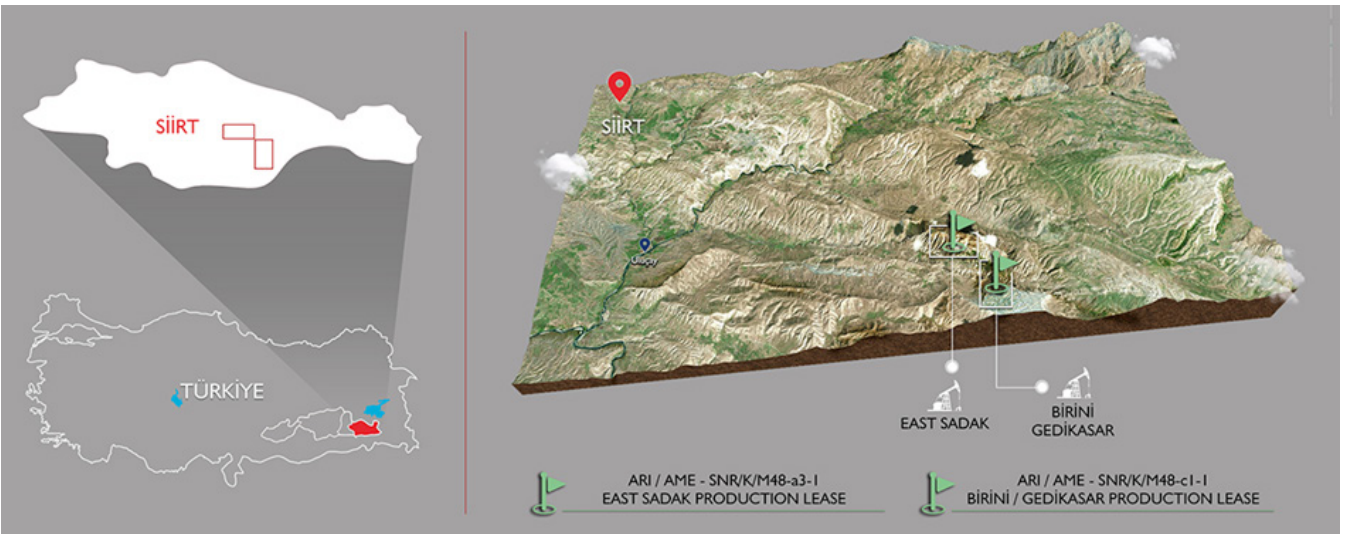 SİİRT
TÜRKİYE
SİİRT
Uluçay
EAST SADAK
BİRİNİ
GEDİKASAR
ARI / AME - SNR/K/M48-a3-1
EAST SADAK PRODUCTION LEASE
ARI / AME - SNR/K/M48-c1-1
BİRİNİ / GEDİKASAR PRODUCTION LEASE